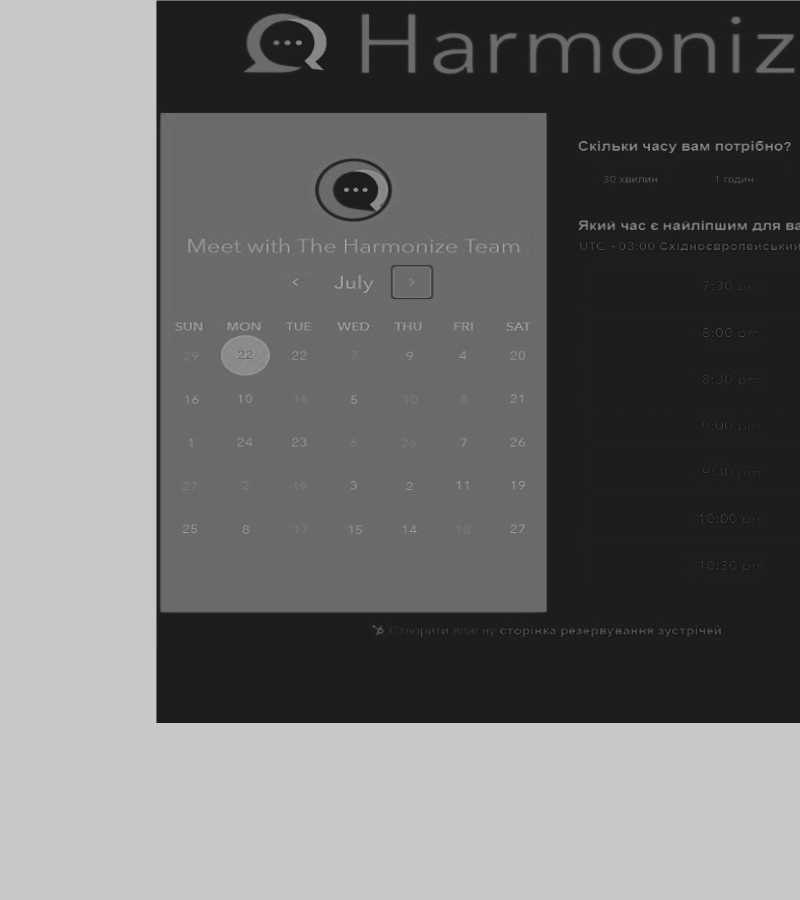 Harmoniz
Meet with The Harmonize Team
< July >
SUN MON TUE WED THU FRI SAT
29 22 22 7 9 4 20
16 10 16 5 10 8 21
1 24 23 6 26 7 26
27 2 19 3 2 11 19
25 8 17 15 14 18 27
Скільки часу вам потрібно?
30 хвилин 1 годин
Який час є найліпшим для ва
UTC +03:00 Східноєвропейський
7:30 pm
8:00 pm
8:30 pm
9:00 pm
9:30 pm
10:00 pm
10:30 pm
Створити власну сторінка резервування зустрічей